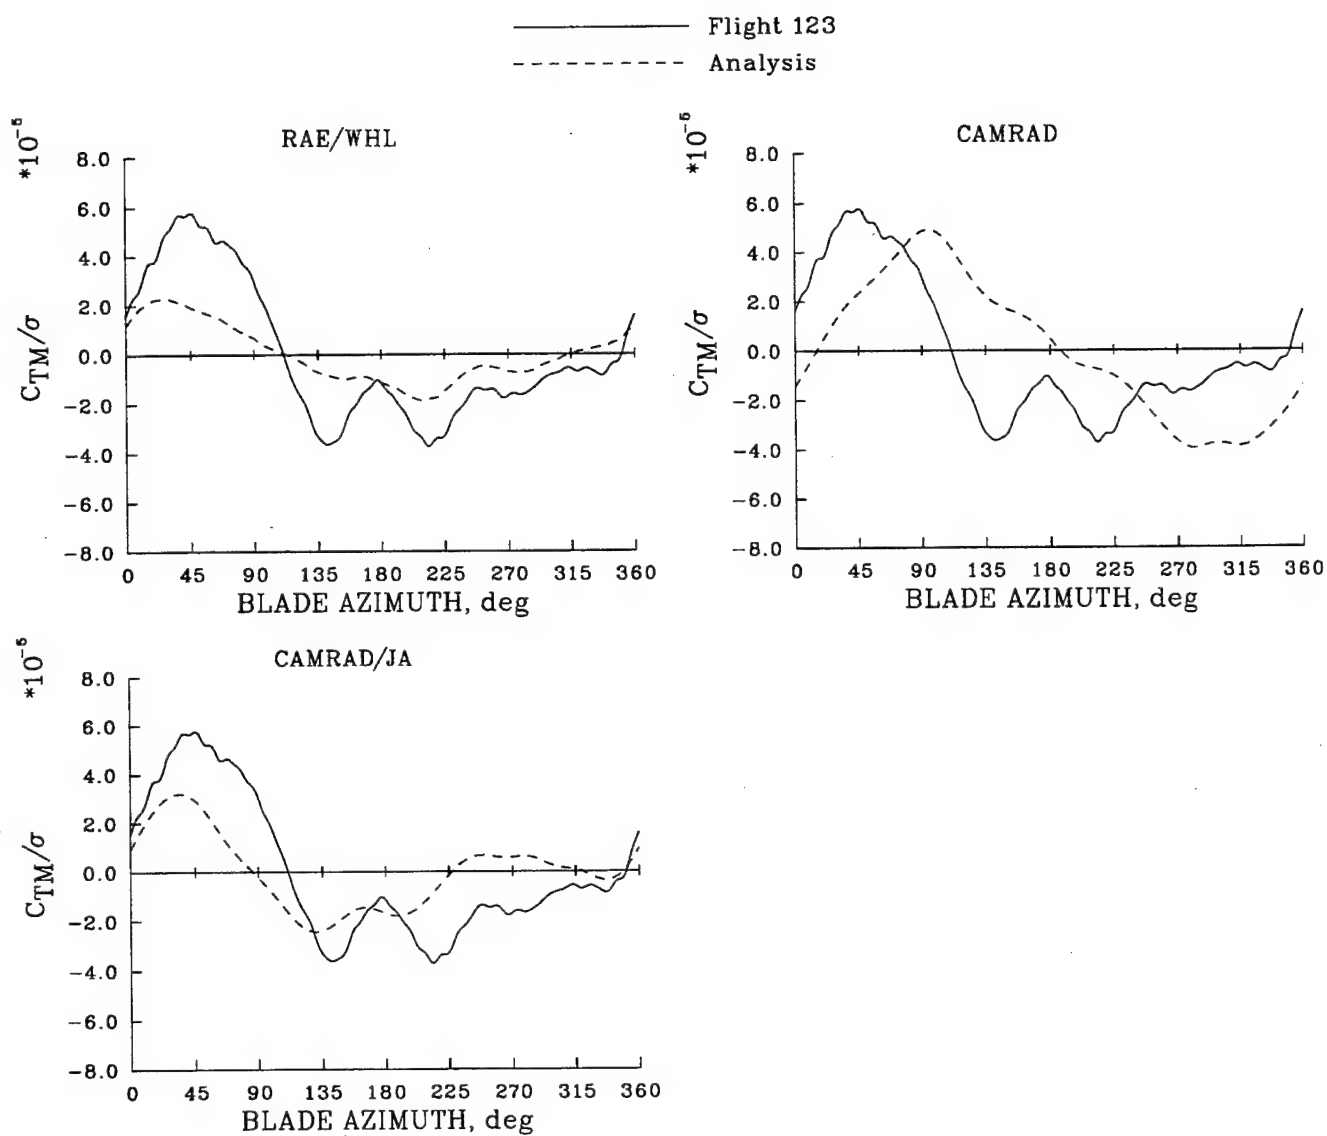 Flight 123
Analysis
RAE/WHL
*10⁻⁵
8.0
6.0
4.0
2.0
0.0
−2.0
−4.0
−6.0
−8.0
C_TM/σ
0 45 90 135 180 225 270 315 360
BLADE AZIMUTH, deg
CAMRAD
*10⁻⁵
8.0
6.0
4.0
2.0
0.0
−2.0
−4.0
−6.0
−8.0
C_TM/σ
0 45 90 135 180 225 270 315 360
BLADE AZIMUTH, deg
CAMRAD/JA
*10⁻⁵
8.0
6.0
4.0
2.0
0.0
−2.0
−4.0
−6.0
−8.0
C_TM/σ
0 45 90 135 180 225 270 315 360
BLADE AZIMUTH, deg